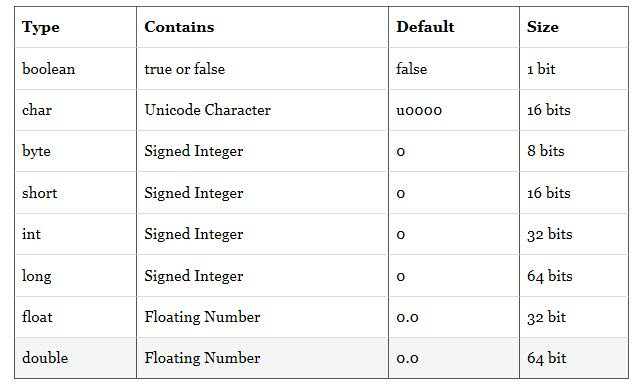 Type Contains Default Size
boolean true or false false 1 bit
char Unicode Character u0000 16 bits
byte Signed Integer 0 8 bits
short Signed Integer 0 16 bits
int Signed Integer 0 32 bits
long Signed Integer 0 64 bits
float Floating Number 0.0 32 bit
double Floating Number 0.0 64 bit